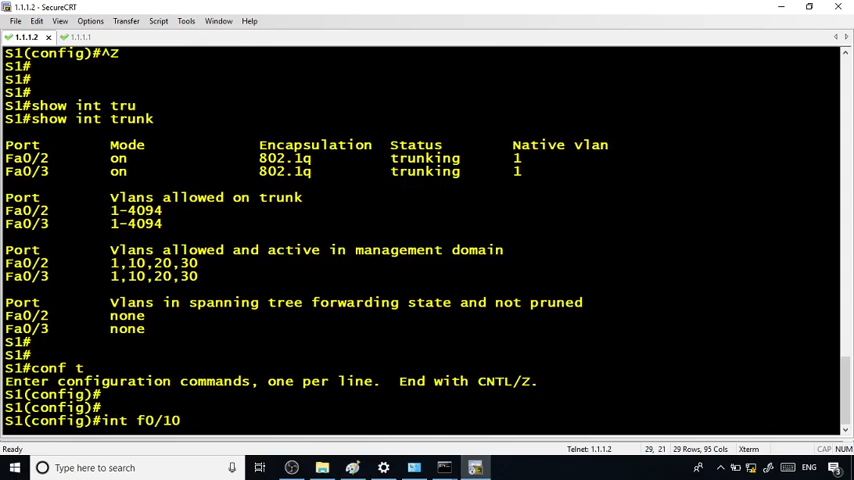 1.1.1.2 - SecureCRT
File Edit View Options Transfer Script Tools Window Help
1.1.1.2 1.1.1.1
S1(config)#^Z
S1#
S1#
S1#
S1#show int tru
S1#show int trunk
Port Mode Encapsulation Status Native vlan
Fa0/2 on 802.1q trunking 1
Fa0/3 on 802.1q trunking 1
Port Vlans allowed on trunk
Fa0/2 1-4094
Fa0/3 1-4094
Port Vlans allowed and active in management domain
Fa0/2 1,10,20,30
Fa0/3 1,10,20,30
Port Vlans in spanning tree forwarding state and not pruned
Fa0/2 none
Fa0/3 none
S1#
S1#
S1#conf t
Enter configuration commands, one per line. End with CNTL/Z.
S1(config)#
S1(config)#
S1(config)#int f0/10
Ready Telnet: 1.1.1.2 29, 21 29 Rows, 95 Cols Xterm CAP NUM
Type here to search ENG 3